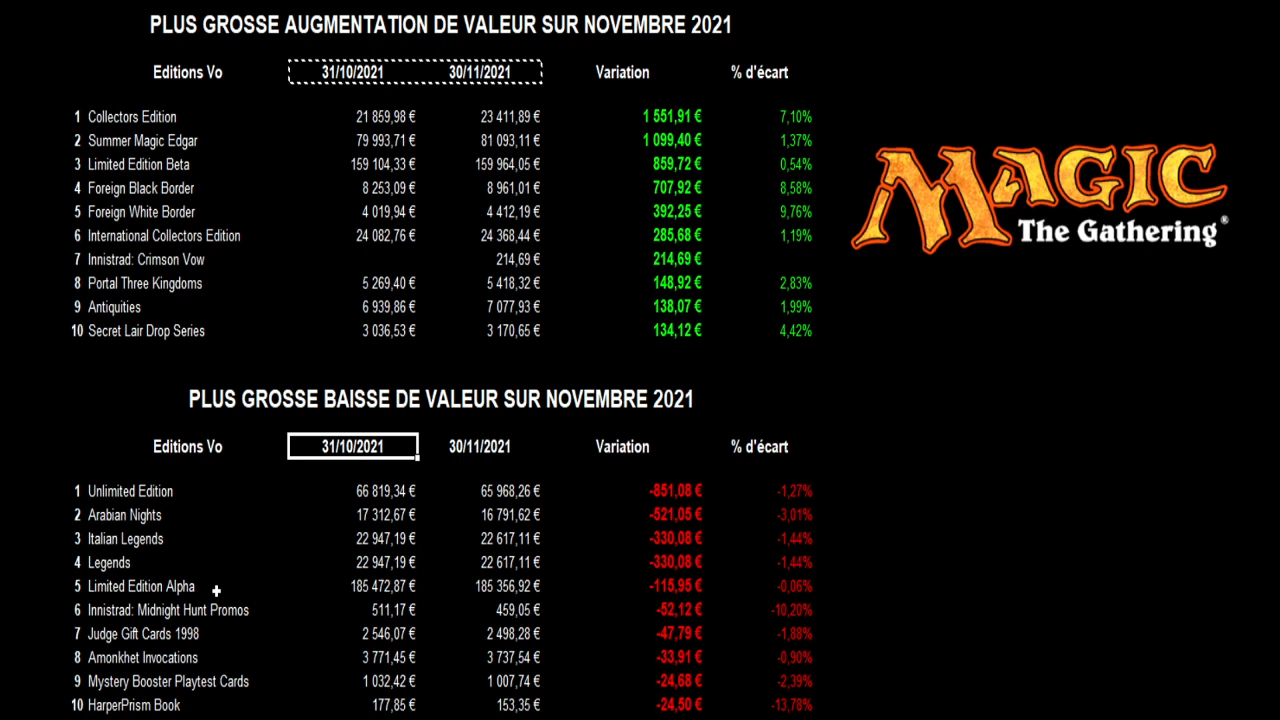 PLUS GROSSE AUGMENTATION DE VALEUR SUR NOVEMBRE 2021
Editions Vo 31/10/2021 30/11/2021 Variation % d'écart
1 Collectors Edition 21 859,98 € 23 411,89 € 1 551,91 € 7,10%
2 Summer Magic Edgar 79 993,71 € 81 093,11 € 1 099,40 € 1,37%
3 Limited Edition Beta 159 104,33 € 159 964,05 € 859,72 € 0,54%
4 Foreign Black Border 8 253,09 € 8 961,01 € 707,92 € 8,58%
5 Foreign White Border 4 019,94 € 4 412,19 € 392,25 € 9,76%
6 International Collectors Edition 24 082,76 € 24 368,44 € 285,68 € 1,19%
7 Innistrad: Crimson Vow 214,69 € 214,69 €
8 Portal Three Kingdoms 5 269,40 € 5 418,32 € 148,92 € 2,83%
9 Antiquities 6 939,86 € 7 077,93 € 138,07 € 1,99%
10 Secret Lair Drop Series 3 036,53 € 3 170,65 € 134,12 € 4,42%
MAGIC
The Gathering®
PLUS GROSSE BAISSE DE VALEUR SUR NOVEMBRE 2021
Editions Vo 31/10/2021 30/11/2021 Variation % d'écart
1 Unlimited Edition 66 819,34 € 65 968,26 € -851,08 € -1,27%
2 Arabian Nights 17 312,67 € 16 791,62 € -521,05 € -3,01%
3 Italian Legends 22 947,19 € 22 617,11 € -330,08 € -1,44%
4 Legends 22 947,19 € 22 617,11 € -330,08 € -1,44%
5 Limited Edition Alpha 185 472,87 € 185 356,92 € -115,95 € -0,06%
6 Innistrad: Midnight Hunt Promos 511,17 € 459,05 € -52,12 € -10,20%
7 Judge Gift Cards 1998 2 546,07 € 2 498,28 € -47,79 € -1,88%
8 Amonkhet Invocations 3 771,45 € 3 737,54 € -33,91 € -0,90%
9 Mystery Booster Playtest Cards 1 032,42 € 1 007,74 € -24,68 € -2,39%
10 HarperPrism Book 177,85 € 153,35 € -24,50 € -13,78%